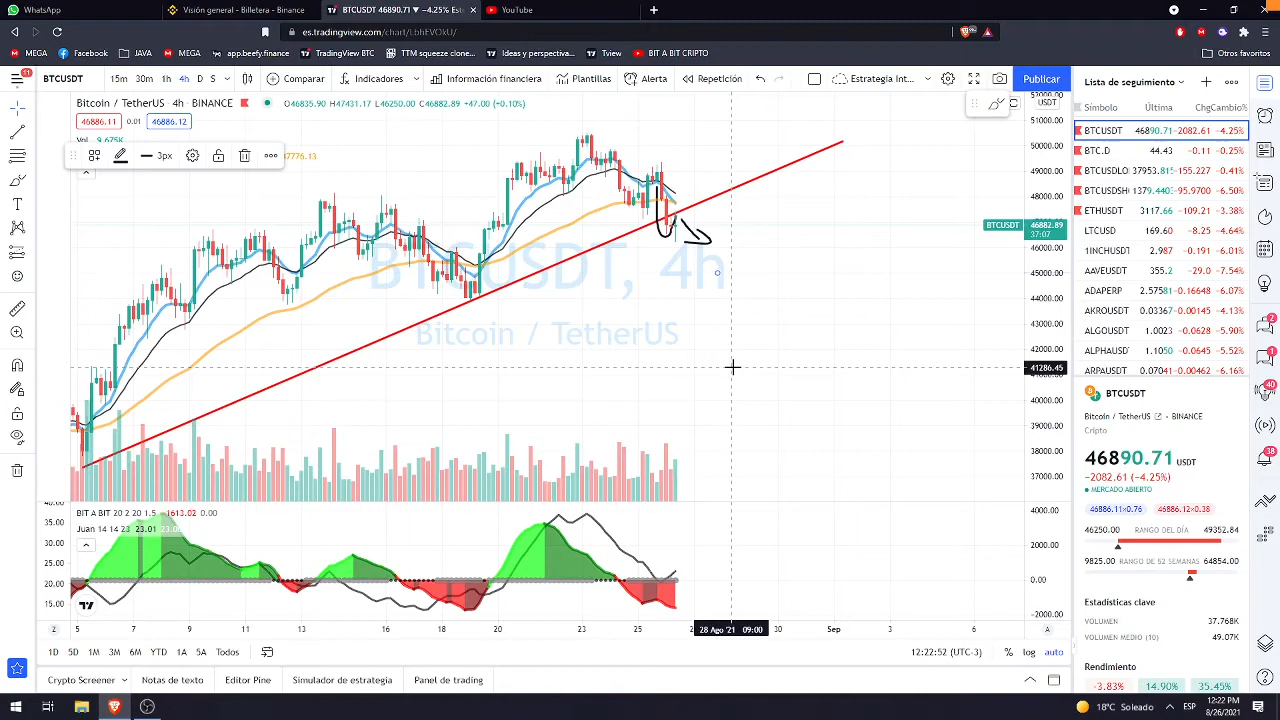 WhatsApp
Visión general - Billetera - Binance
BTCUSDT 46890.71 ▼ −4.25% Est
YouTube
es.tradingview.com/chart/LbhEVOkU/
MEGA
Facebook
JAVA
MEGA
app.beefy.finance
TradingView BTC
TTM squeeze clone...
Ideas y perspectiva...
Tview
BIT A BIT CRIPTO
Otros favoritos
11
BTCUSDT
15m 30m 1h 4h D S
Comparar
Indicadores
Información financiera
Plantillas
Alerta
Repetición
Estrategia Int...
Publicar
Lista de seguimiento
Bitcoin / TetherUS · 4h · BINANCE
O46835.90 H47431.17 L46250.00 C46882.89 +47.00 (+0.10%)
46886.11 0.01 46886.12
Vol 9.675K
3px
47776.13
BTCUSDT, 4h
Bitcoin / TetherUS
USDT
52000.00
51000.00
50000.00
49000.00
48000.00
BTCUSDT 46882.89
37:07
46000.00
45000.00
44000.00
43000.00
42000.00
41286.45
40000.00
39000.00
38000.00
37000.00
BIT A BIT 20 2 20 1.5 −1613.02 0.00
Juan 14 14 23 23.01 23.00
40.00
35.00
30.00
25.00
20.00
15.00
4000.00
2000.00
0.00
−2000.00
Z 5 7 9 11 13 16 18 20 23 25 28 Ago '21 09:00 30 Sep 3 6 A
1D 5D 1M 3M 6M YTD 1A 5A Todos
12:22:52 (UTC-3) % log auto
Crypto Screener
Notas de texto
Editor Pine
Simulador de estrategia
Panel de trading
Símbolo Última Chg Cambio%
BTCUSDT 46890.71 −2082.61 −4.25%
BTC.D 44.43 −0.11 −0.25%
BTCUSDLO 37953.815 −155.227 −0.41%
BTCUSDSH 1379.4403 −95.9700 −6.50%
ETHUSDT 3117.66 −109.21 −3.38%
LTCUSD 169.60 −8.25 −4.64%
1INCHUSDT 2.987 −0.191 −6.01%
AAVEUSDT 355.2 −29.0 −7.54%
ADAPERP 2.57581 −0.16648 −6.07%
AKROUSDT 0.03367 −0.00145 −4.13%
ALGOUSDT 1.0023 −0.0628 −5.90%
ALPHAUSDT 1.1050 −0.0645 −5.52%
ARPAUSDT 0.07041 −0.00462 −6.16%
BTCUSDT
Bitcoin / TetherUS · BINANCE
Cripto
46890.71 USDT
−2082.61 (−4.25%)
MERCADO ABIERTO
46886.11×0.76 46886.12×0.38
46250.00 RANGO DEL DÍA 49352.84
9825.00 RANGO DE 52 SEMANAS 64854.00
Estadísticas clave
VOLUMEN 37.768K
VOLUMEN MEDIO (10) 49.07K
Rendimiento
−3.83% 14.90% 35.45%
2
1
40
38
18°C Soleado
ESP
12:22 PM
8/26/2021